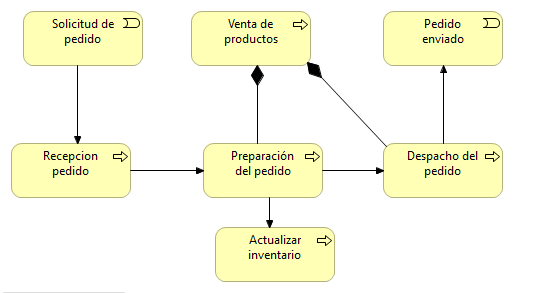 Solicitud de
pedido
Venta de
productos
Pedido
enviado
Recepcion
pedido
Preparación
del pedido
Despacho del
pedido
Actualizar
inventario